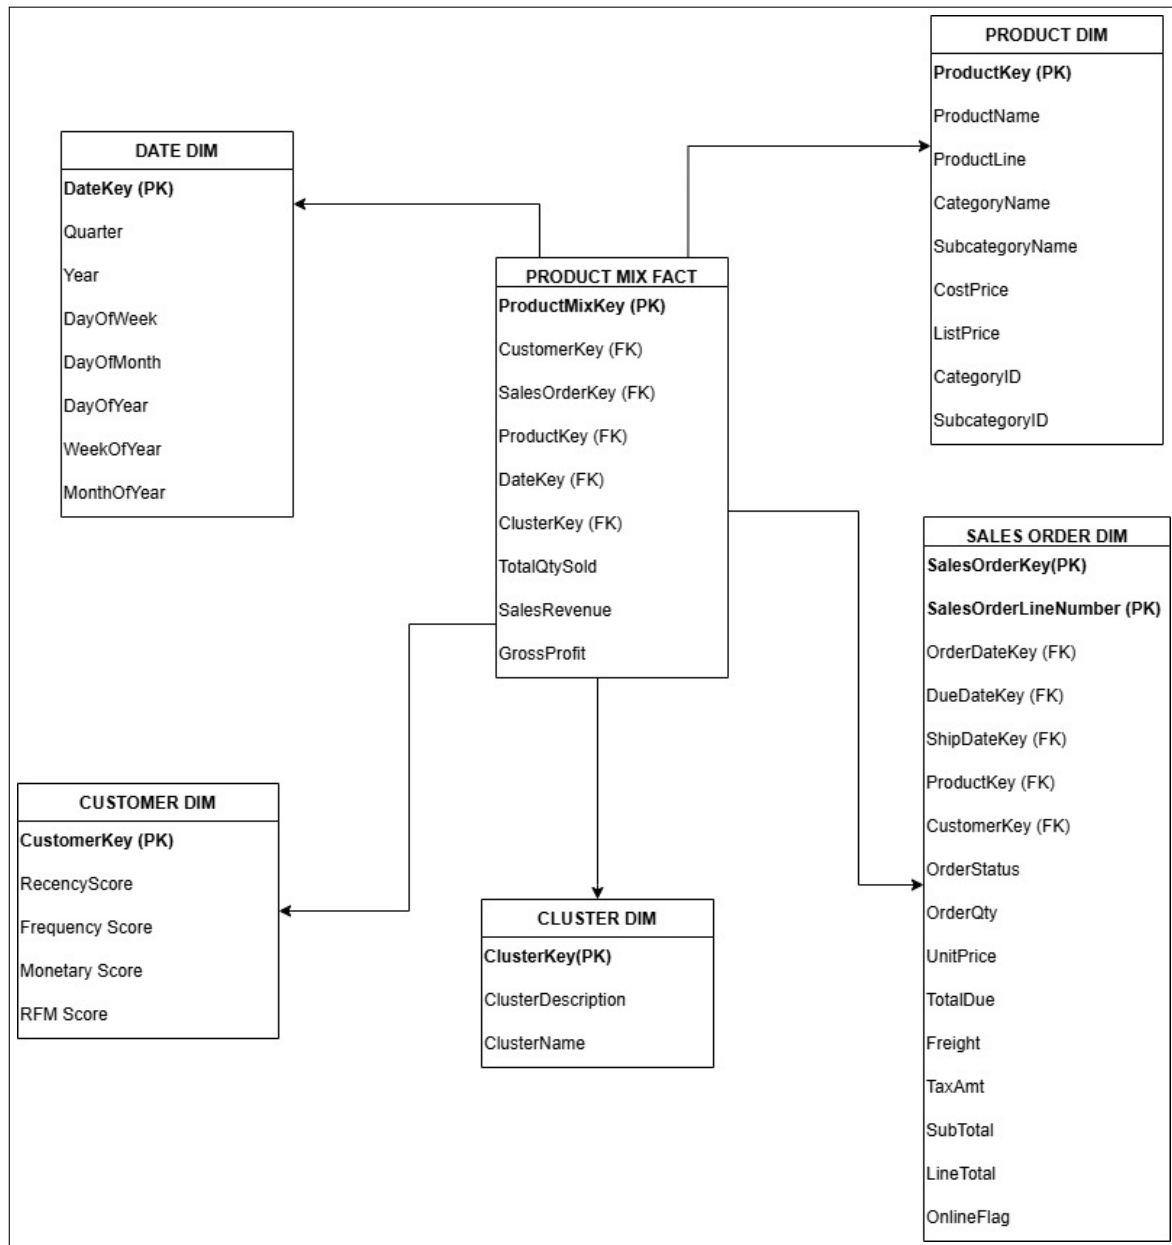 PRODUCT DIM
ProductKey (PK)
ProductName
ProductLine
CategoryName
SubcategoryName
CostPrice
ListPrice
CategoryID
SubcategoryID
DATE DIM
DateKey (PK)
Quarter
Year
DayOfWeek
DayOfMonth
DayOfYear
WeekOfYear
MonthOfYear
PRODUCT MIX FACT
ProductMixKey (PK)
CustomerKey (FK)
SalesOrderKey (FK)
ProductKey (FK)
DateKey (FK)
ClusterKey (FK)
TotalQtySold
SalesRevenue
GrossProfit
SALES ORDER DIM
SalesOrderKey(PK)
SalesOrderLineNumber (PK)
OrderDateKey (FK)
DueDateKey (FK)
ShipDateKey (FK)
ProductKey (FK)
CustomerKey (FK)
OrderStatus
OrderQty
UnitPrice
TotalDue
Freight
TaxAmt
SubTotal
LineTotal
OnlineFlag
CUSTOMER DIM
CustomerKey (PK)
RecencyScore
Frequency Score
Monetary Score
RFM Score
CLUSTER DIM
ClusterKey(PK)
ClusterDescription
ClusterName